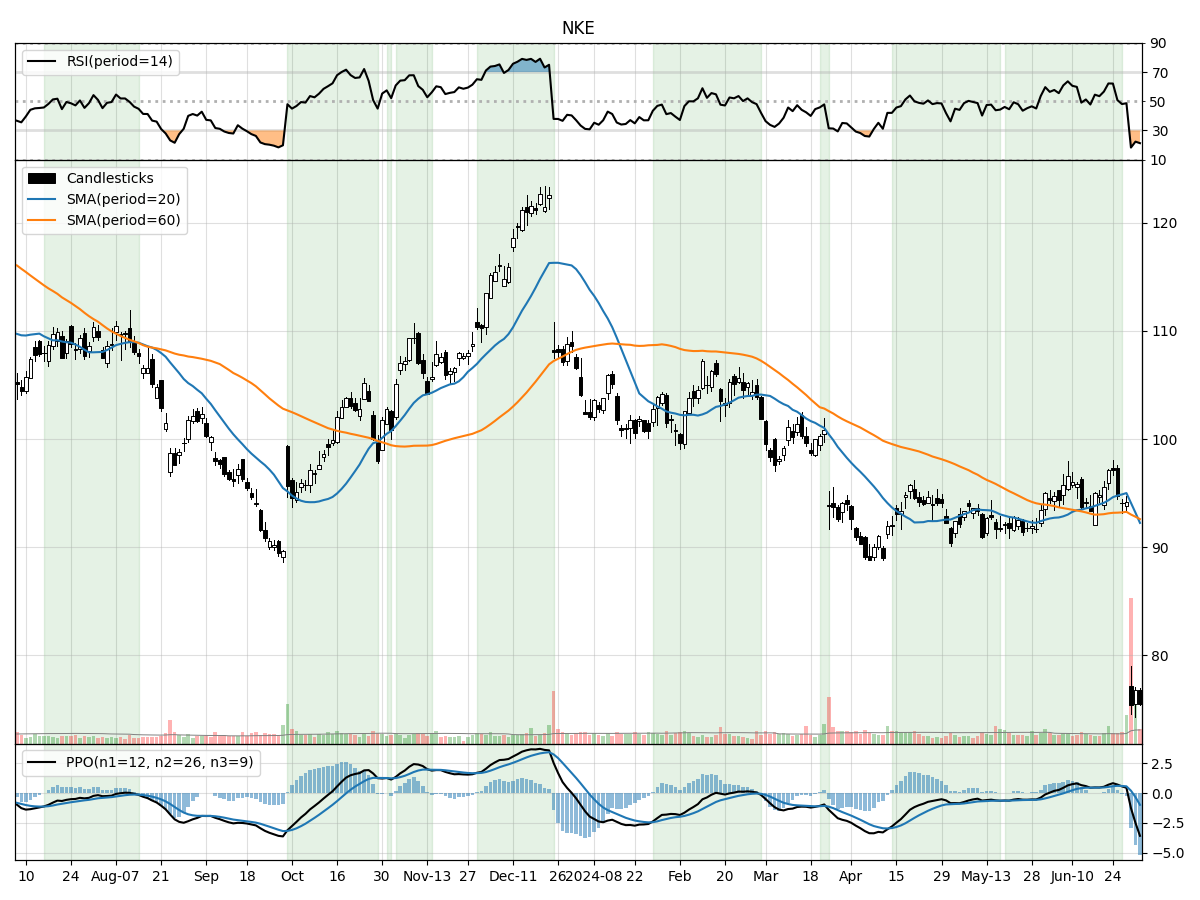 NKE
RSI(period=14)
90
70
50
30
10
Candlesticks
SMA(period=20)
SMA(period=60)
120
110
100
90
80
PPO(n1=12, n2=26, n3=9)
2.5
0.0
−2.5
−5.0
10 24 Aug-07 21 Sep 18 Oct 16 30 Nov-13 27 Dec-11 26 2024-08 22 Feb 20 Mar 18 Apr 15 29 May-13 28 Jun-10 24